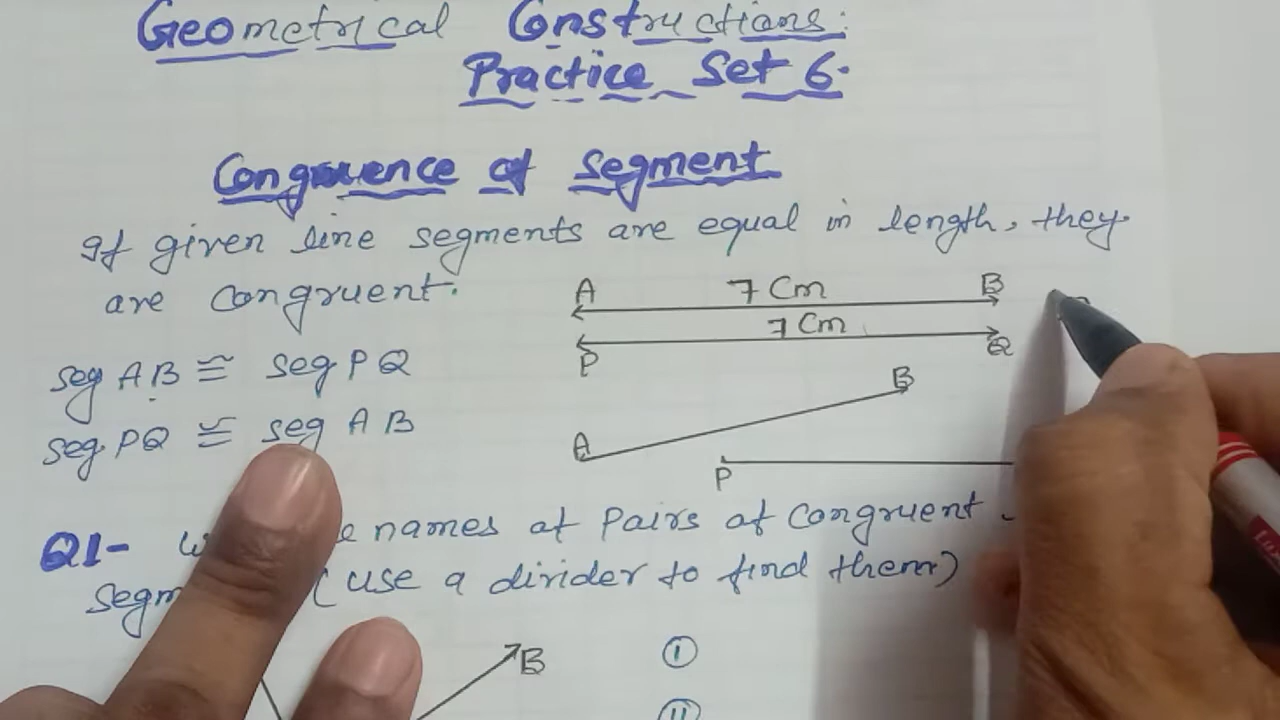 Geometrical Constructions:
Practice Set 6.
Congruence of Segment
If given line segments are equal in length, they
are congruent.
A 7 Cm B
7 Cm
P Q
seg AB ≅ seg PQ
B
seg PQ ≅ seg AB
A
P
Q1- names of Pairs of congruent
(use a divider to find them)
B
I
II